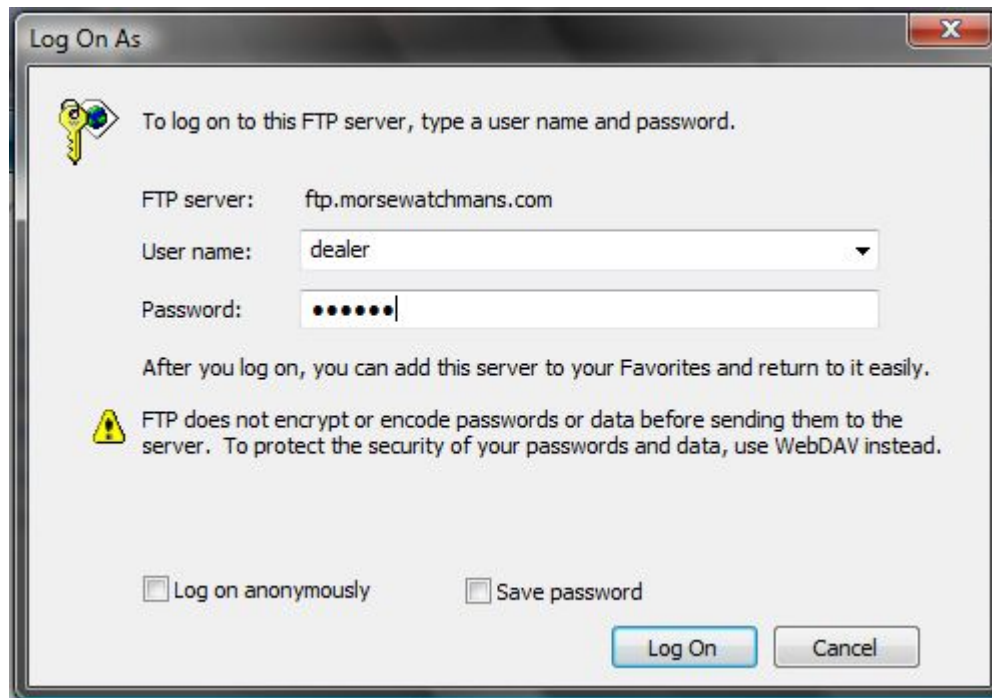 Log On As
To log on to this FTP server, type a user name and password.
FTP server: ftp.morsewatchmans.com
User name: dealer
Password: ●●●●●●
After you log on, you can add this server to your Favorites and return to it easily.
FTP does not encrypt or encode passwords or data before sending them to the
server. To protect the security of your passwords and data, use WebDAV instead.
Log on anonymously Save password
Log On Cancel